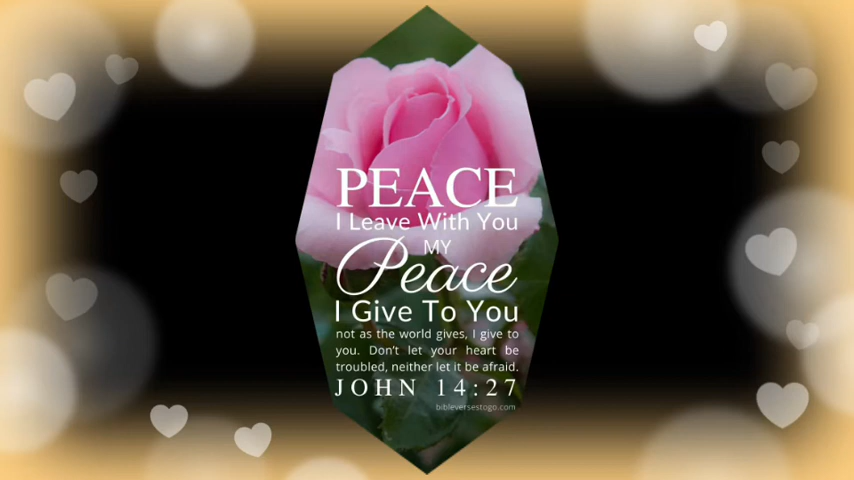 PEACE
I Leave With You
MY
Peace
I Give To You
not as the world gives, I give to
you. Don't let your heart be
troubled, neither let it be afraid.
JOHN 14:27
bibleversestogo.com